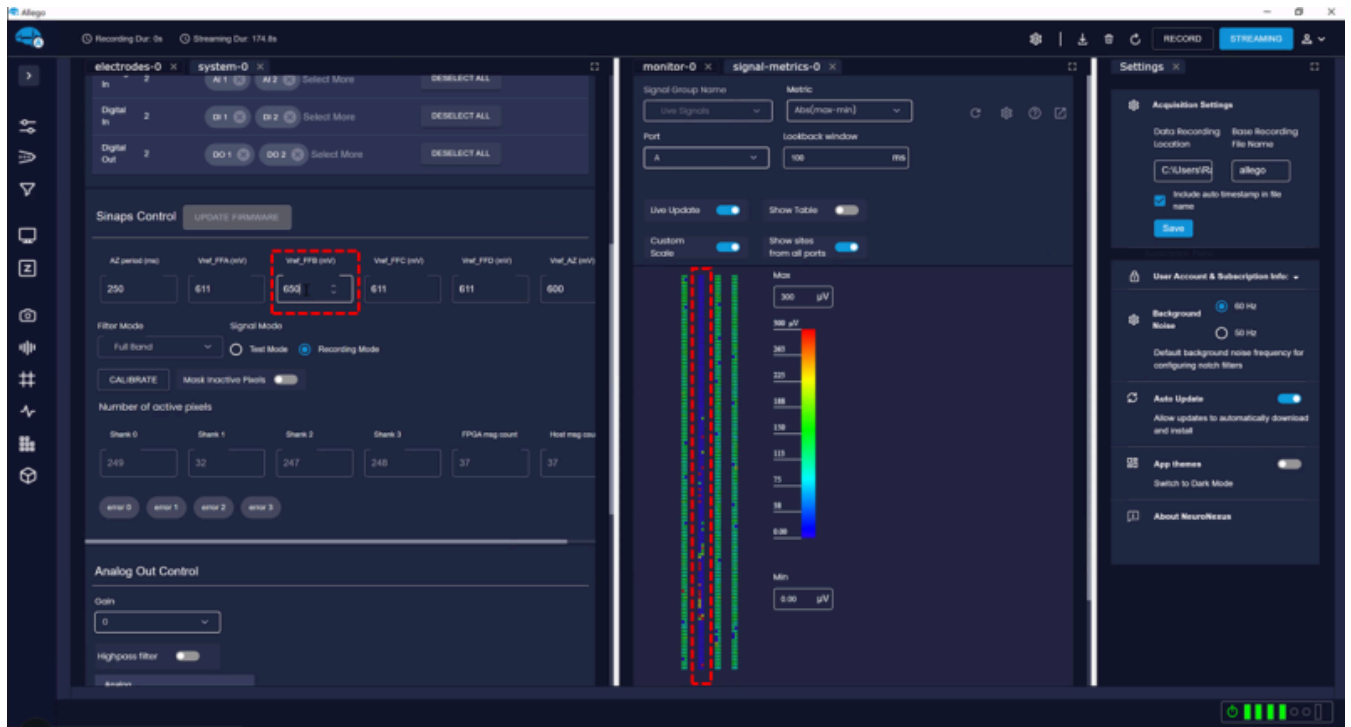 Allego
Recording Dur: 0s Streaming Dur: 174.8s
RECORD STREAMING
electrodes-0 × system-0 ×
In 2 AI 1 AI 2 Select More DESELECT ALL
Digital In 2 DI 1 DI 2 Select More DESELECT ALL
Digital Out 2 DO 1 DO 2 Select More DESELECT ALL
Sinaps Control UPDATE FIRMWARE
AZ period (ms) Vref_FFA (mV) Vref_FFB (mV) Vref_FFC (mV) Vref_FFD (mV) Vref_AZ (mV)
250 611 650 611 611 600
Filter Mode Signal Mode
Full Band Test Mode Recording Mode
CALIBRATE Mask Inactive Pixels
Number of active pixels
Shank 0 Shank 1 Shank 2 Shank 3 FPGA msg count Host msg cou
249 32 247 248 37 37
error 0 error 1 error 2 error 3
Analog Out Control
Gain
0
Highpass filter
Analog
monitor-0 × signal-metrics-0 ×
Signal Group Name Metric
Live Signals Abs(max-min)
Port Lookback window
A 100 ms
Live Update Show Table
Custom Scale Show sites from all ports
Max
300 µV
300 µV
225
188
150
113
75
38
0.00
Min
0.00 µV
Settings ×
Acquisition Settings
Data Recording Location Base Recording File Name
C:\Users\Ra allego
Include auto timestamp in file name
Save
User Account & Subscription Info:
Background Noise 60 Hz
50 Hz
Default background noise frequency for
configuring notch filters
Auto Update
Allow updates to automatically download
and install
App themes
Switch to Dark Mode
About NeuroNexus